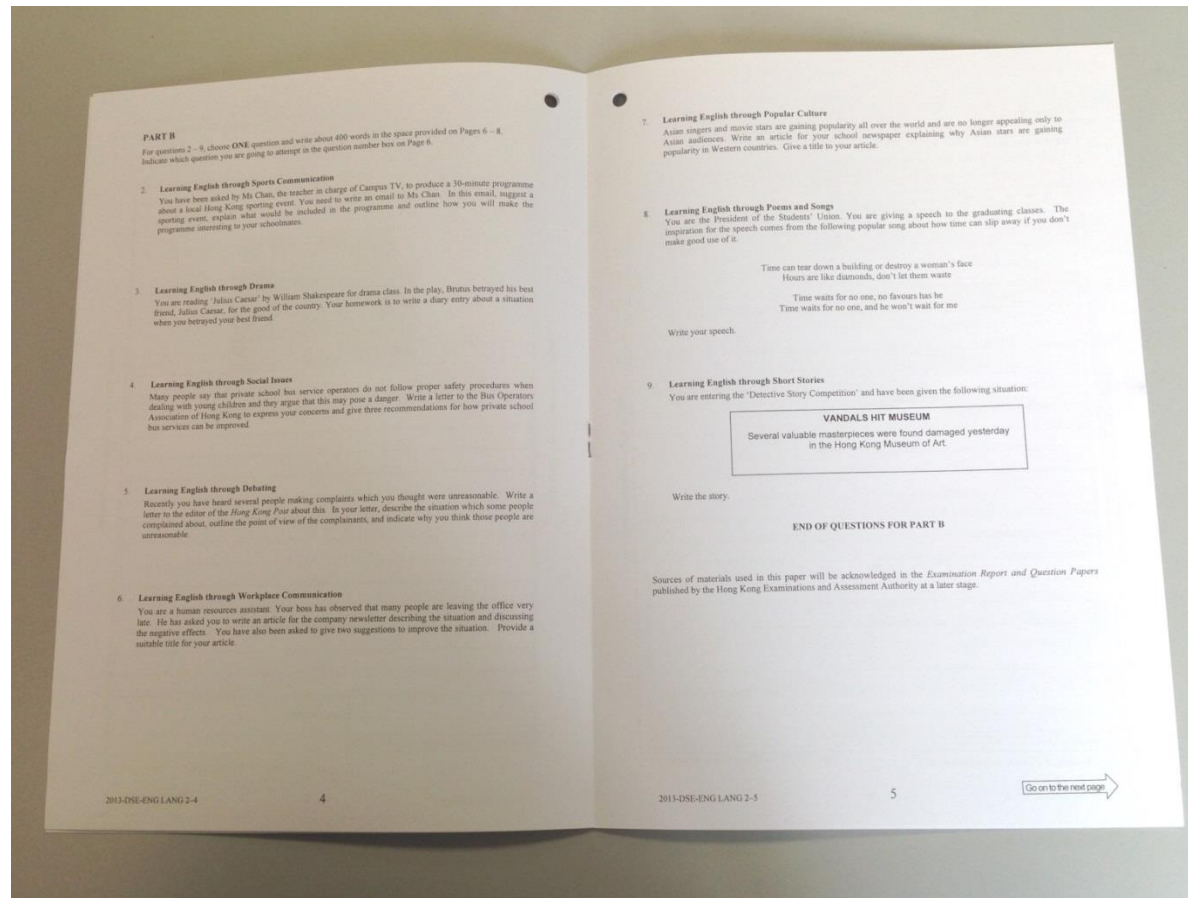 PART B
For questions 2 – 9, choose ONE question and write about 400 words in the space provided on Pages 6 – 8.
Indicate which question you are going to attempt in the question number box on Page 6.
2. Learning English through Sports Communication
You have been asked by Ms Chan, the teacher in charge of Campus TV, to produce a 30-minute programme
about a local Hong Kong sporting event. You need to write an email to Ms Chan. In this email, suggest a
sporting event, explain what would be included in the programme and outline how you will make the
programme interesting to your schoolmates.
3. Learning English through Drama
You are reading 'Julius Caesar' by William Shakespeare for drama class. In the play, Brutus betrayed his best
friend, Julius Caesar, for the good of the country. Your homework is to write a diary entry about a situation
when you betrayed your best friend.
4. Learning English through Social Issues
Many people say that private school bus service operators do not follow proper safety procedures when
dealing with young children and they argue that this may pose a danger. Write a letter to the Bus Operators
Association of Hong Kong to express your concerns and give three recommendations for how private school
bus services can be improved.
5. Learning English through Debating
Recently you have heard several people making complaints which you thought were unreasonable. Write a
letter to the editor of the Hong Kong Post about this. In your letter, describe the situation which some people
complained about, outline the point of view of the complainants, and indicate why you think those people are
unreasonable.
6. Learning English through Workplace Communication
You are a human resources assistant. Your boss has observed that many people are leaving the office very
late. He has asked you to write an article for the company newsletter describing the situation and discussing
the negative effects. You have also been asked to give two suggestions to improve the situation. Provide a
suitable title for your article.
2013-DSE-ENG LANG 2–4
4
7. Learning English through Popular Culture
Asian singers and movie stars are gaining popularity all over the world and are no longer appealing only to
Asian audiences. Write an article for your school newspaper explaining why Asian stars are gaining
popularity in Western countries. Give a title to your article.
8. Learning English through Poems and Songs
You are the President of the Students' Union. You are giving a speech to the graduating classes. The
inspiration for the speech comes from the following popular song about how time can slip away if you don't
make good use of it.
Time can tear down a building or destroy a woman's face
Hours are like diamonds, don't let them waste
Time waits for no one, no favours has he
Time waits for no one, and he won't wait for me
Write your speech.
9. Learning English through Short Stories
You are entering the 'Detective Story Competition' and have been given the following situation:
VANDALS HIT MUSEUM
Several valuable masterpieces were found damaged yesterday
in the Hong Kong Museum of Art.
Write the story.
END OF QUESTIONS FOR PART B
Sources of materials used in this paper will be acknowledged in the Examination Report and Question Papers
published by the Hong Kong Examinations and Assessment Authority at a later stage.
2013-DSE-ENG LANG 2–5
5
Go on to the next page